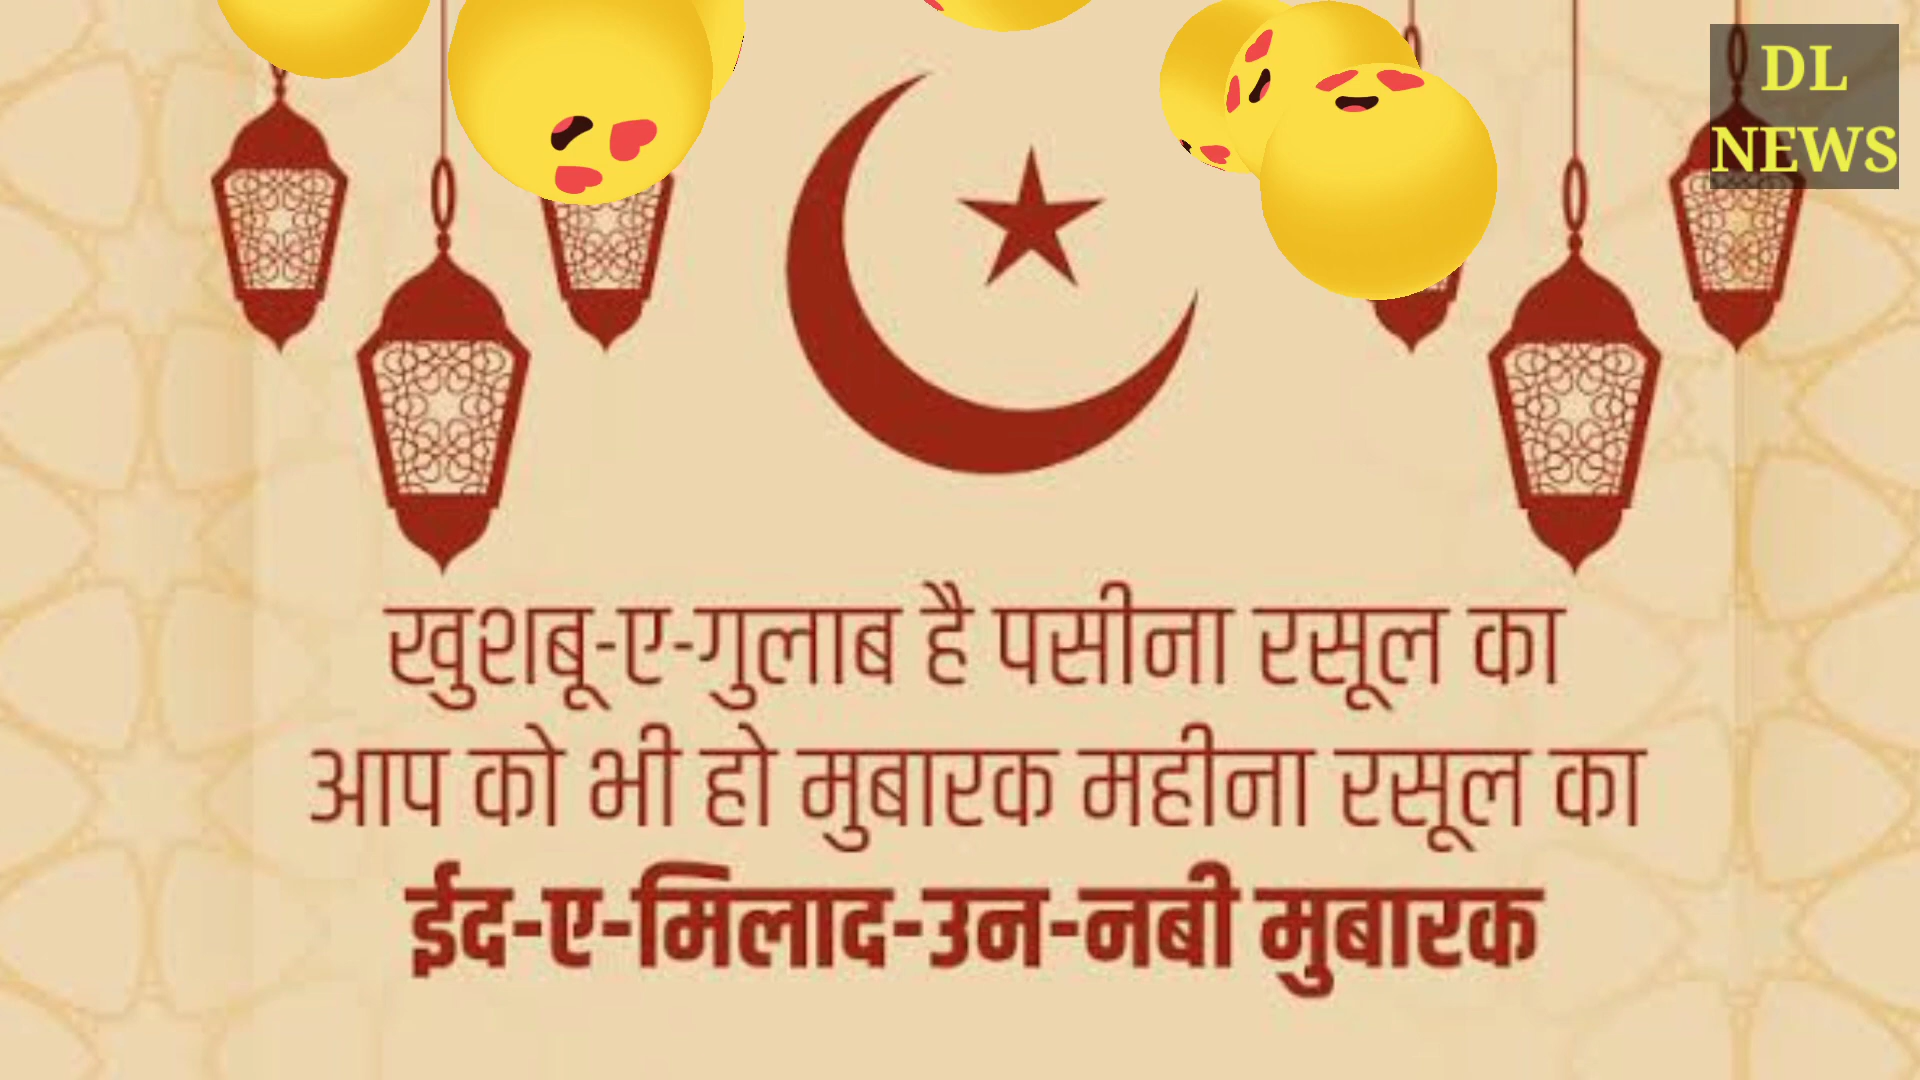 DL
NEWS
खुशबू-ए-गुलाब है पसीना रसूल का
आप को भी हो मुबारक महीना रसूल का
ईद-ए-मिलाद-उन-नबी मुबारक